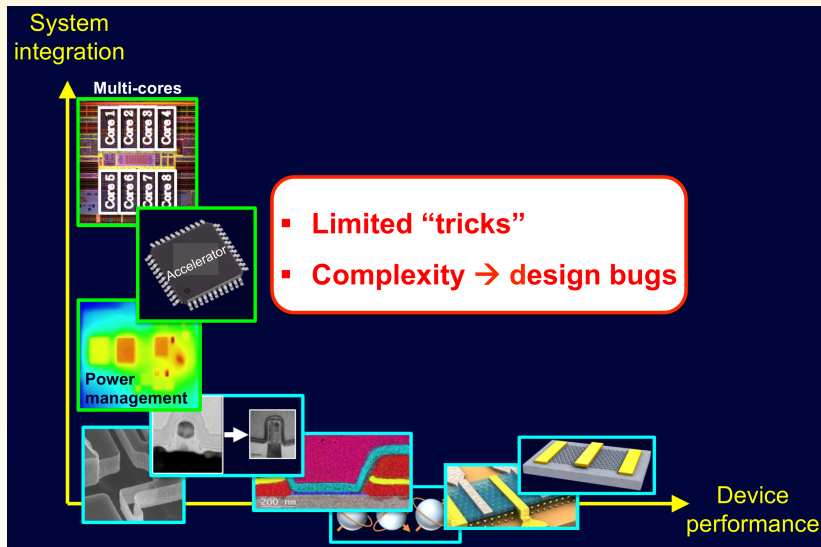 System
integration
Multi-cores
Core 1
Core 2
Core 3
Core 4
Core 5
Core 6
Core 7
Core 8
▪ Limited “tricks”
▪ Complexity → design bugs
Accelerator
Power
management
200 nm
Device
performance